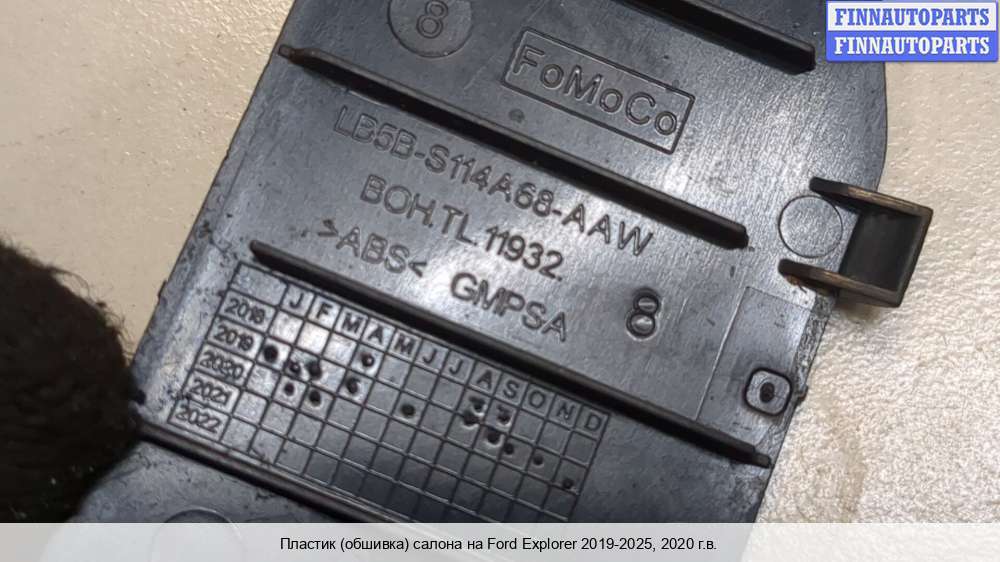 FINNAUTOPARTS
FINNAUTOPARTS
8
FoMoCo
LB5B-S114A68-AAW
BOH.TL.11932.
>ABS< GMPSA
8
J F M A M J J A S O N D
2018
2019
2020
2021
2022
Пластик (обшивка) салона на Ford Explorer 2019-2025, 2020 г.в.